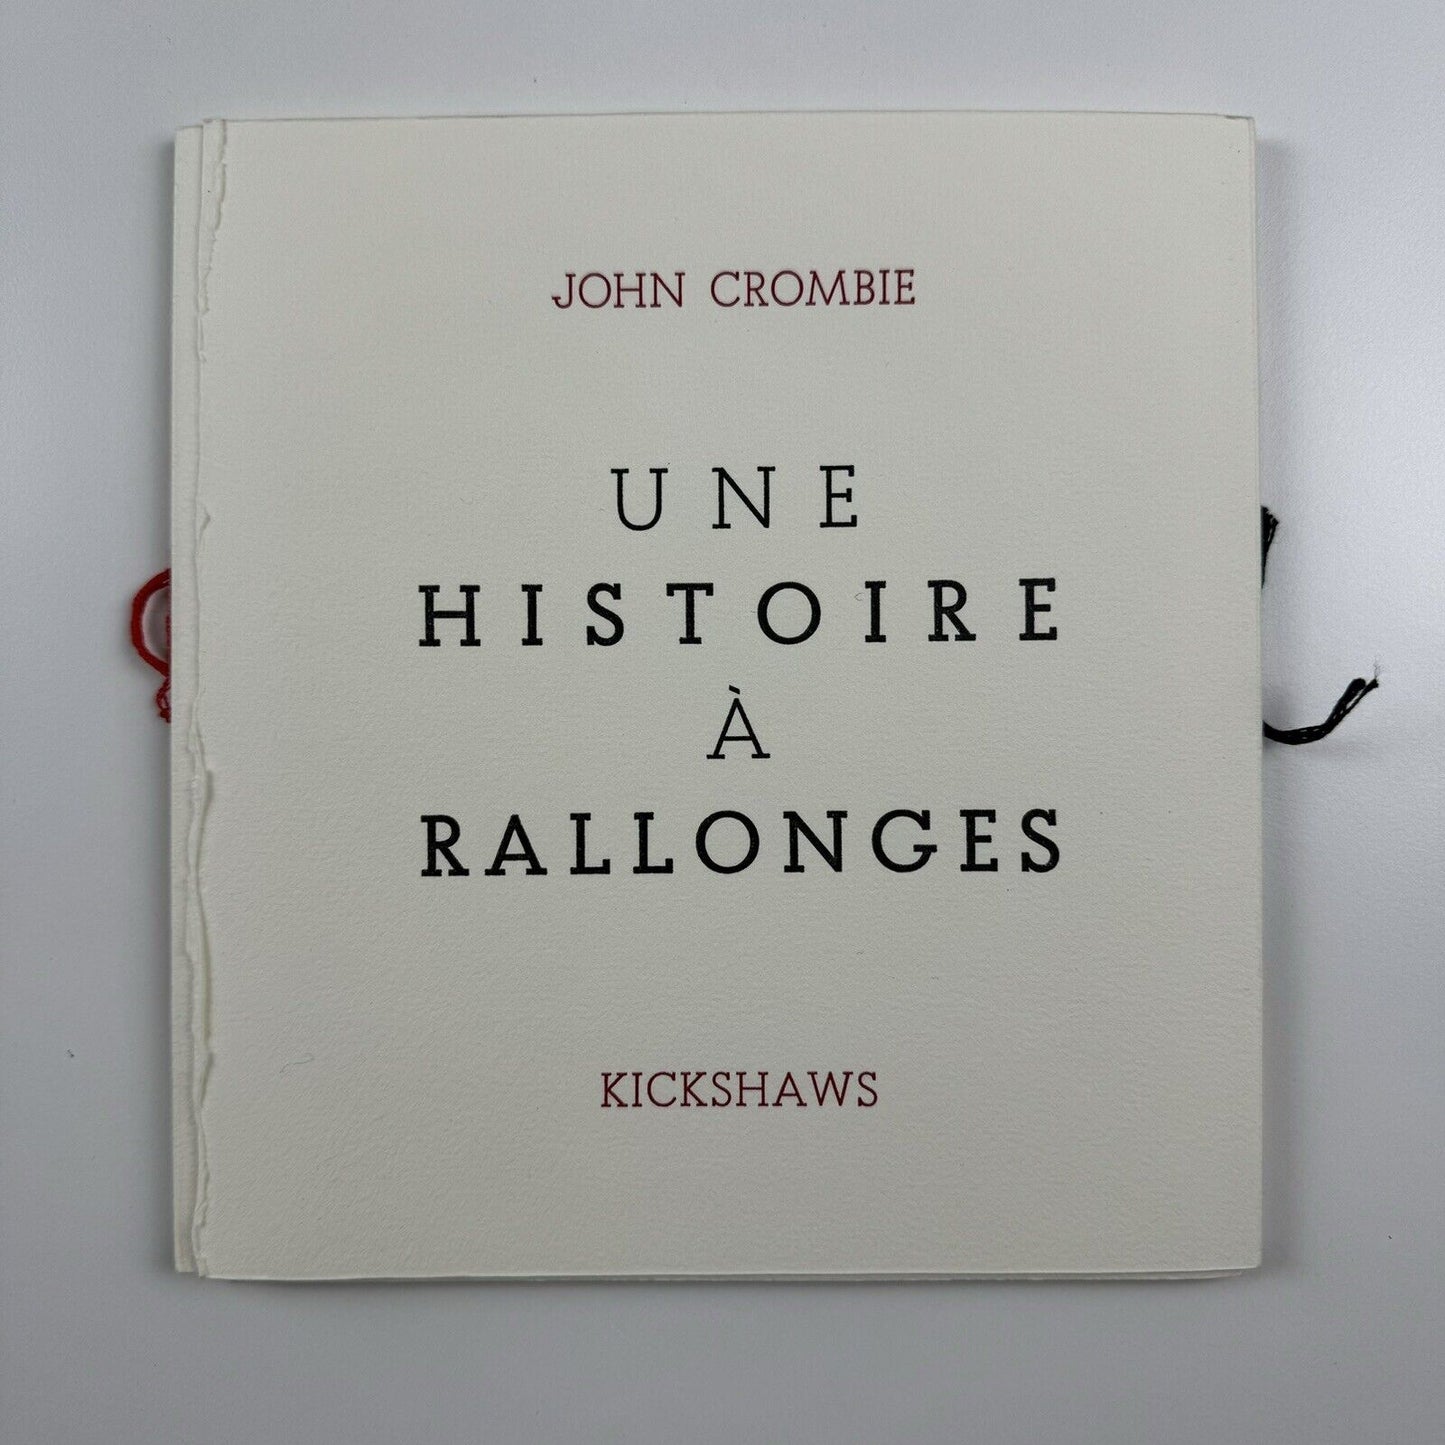 JOHN CROMBIE
UNE
HISTOIRE
À
RALLONGES
KICKSHAWS